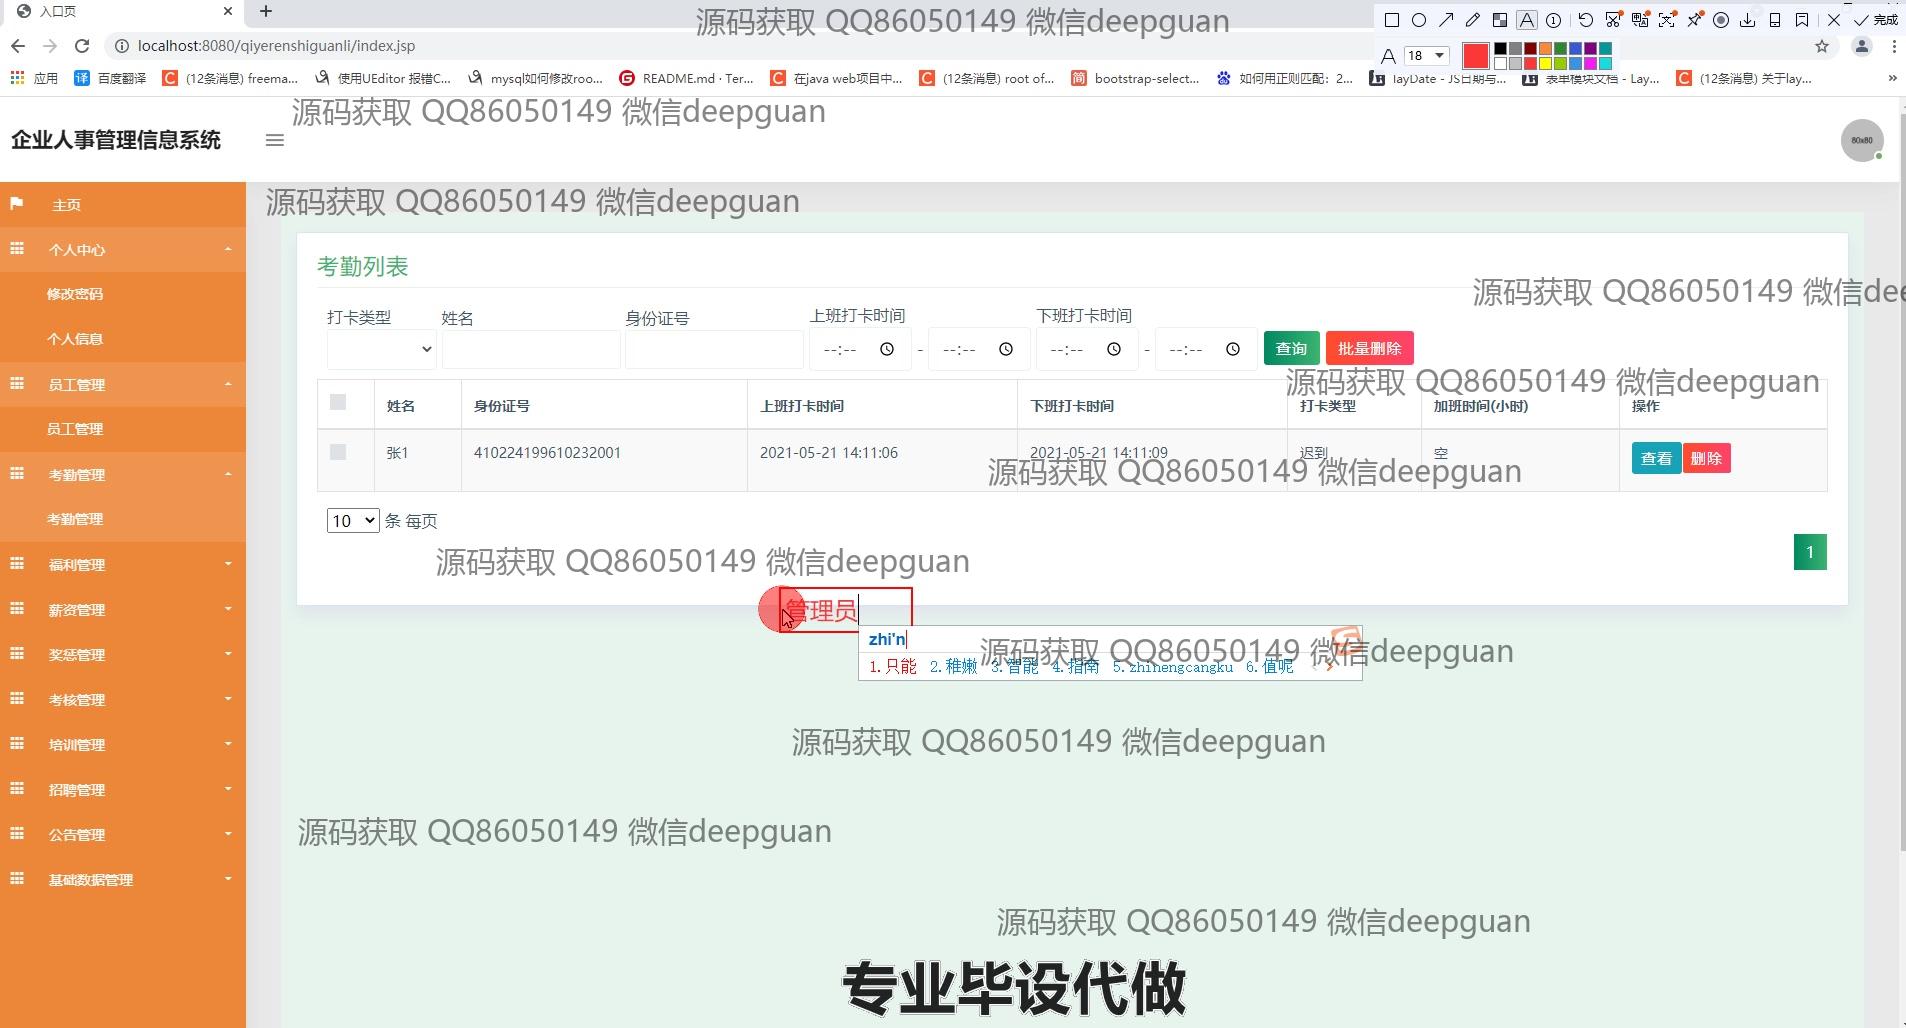 入口页
源码获取 QQ86050149 微信deepguan
完成
localhost:8080/qiyerenshiguanli/index.jsp
A 18
应用 百度翻译 (12条消息) freema... 使用UEditor 报错C... mysql如何修改roo... README.md · Ter... 在java web项目中... (12条消息) root of... bootstrap-select... 如何用正则匹配：2... layDate - JS日期与... 表单模块文档 - Lay... (12条消息) 关于lay...
源码获取 QQ86050149 微信deepguan
企业人事管理信息系统
80x80
主页
源码获取 QQ86050149 微信deepguan
个人中心
修改密码
个人信息
员工管理
员工管理
考勤管理
考勤管理
福利管理
薪资管理
奖惩管理
考核管理
培训管理
招聘管理
公告管理
基础数据管理
考勤列表
源码获取 QQ86050149 微信dee
打卡类型 姓名 身份证号 上班打卡时间 下班打卡时间
--:-- - --:-- --:-- - --:-- 查询 批量删除
源码获取 QQ86050149 微信deepguan
姓名 身份证号 上班打卡时间 下班打卡时间 打卡类型 加班时间(小时) 操作
张1 410224199610232001 2021-05-21 14:11:06 2021-05-21 14:11:09 迟到 空 查看 删除
源码获取 QQ86050149 微信deepguan
10 条 每页
1
源码获取 QQ86050149 微信deepguan
管理员
zhi'n
源码获取 QQ86050149 微信deepguan
1.只能 2.稚嫩 3.智能 4.指南 5.zhinengcangku 6.值呢
源码获取 QQ86050149 微信deepguan
源码获取 QQ86050149 微信deepguan
源码获取 QQ86050149 微信deepguan
专业毕设代做